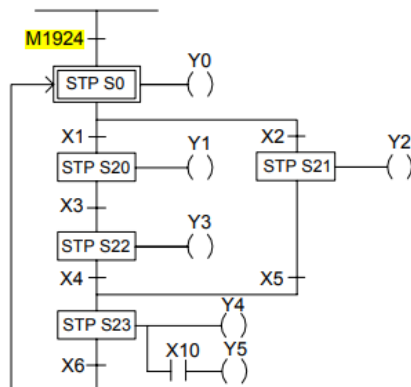 M1924
STP S0
Y0
X1
X2
STP S20
Y1
STP S21
Y2
X3
STP S22
Y3
X4
X5
STP S23
Y4
X10
Y5
X6